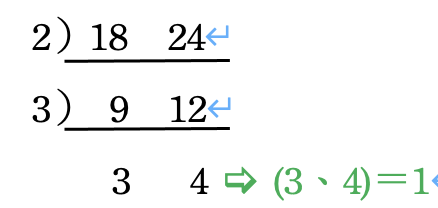 2) 18 24↵
3) 9 12↵
3 4 ⇨ (3、4)＝1